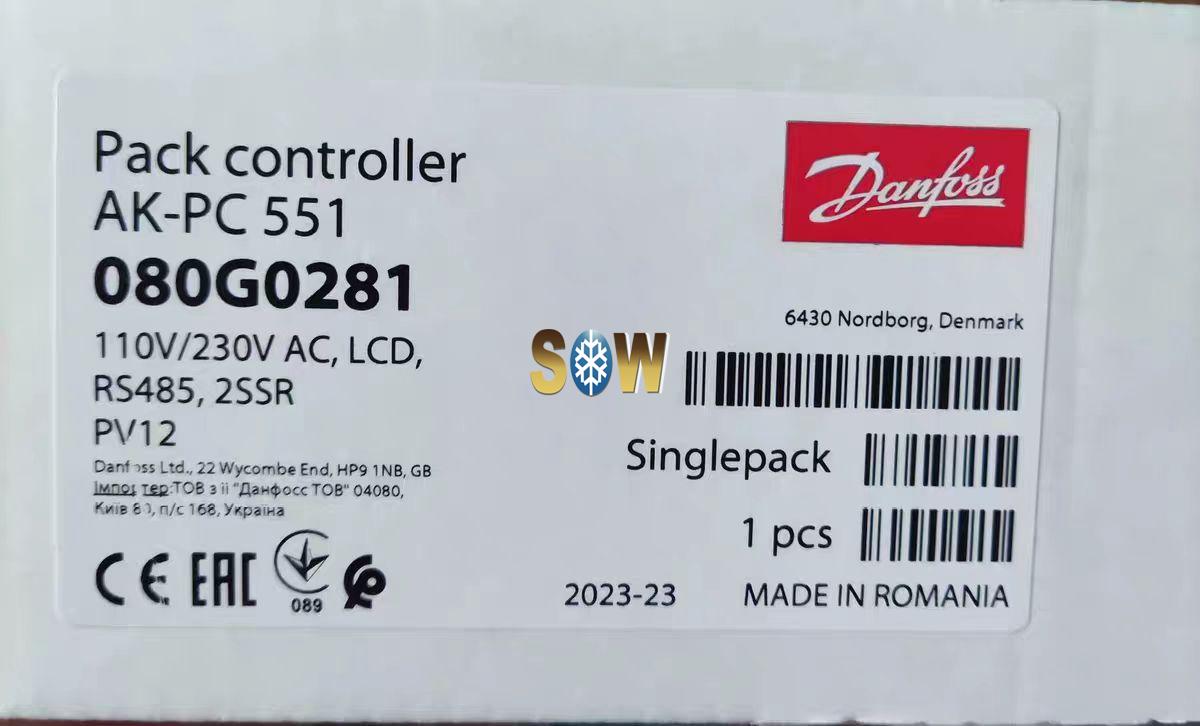 Pack controller
AK-PC 551
080G0281
110V/230V AC, LCD,
RS485, 2SSR
PV12
Danfoss Ltd., 22 Wycombe End, HP9 1NB, GB
ТОВ з іі "Данфосс ТОВ" 04080,
Київ п/с 168, Україна
CE EAC
089
Danfoss
6430 Nordborg, Denmark
SOW
Singlepack
1 pcs
2023-23 MADE IN ROMANIA